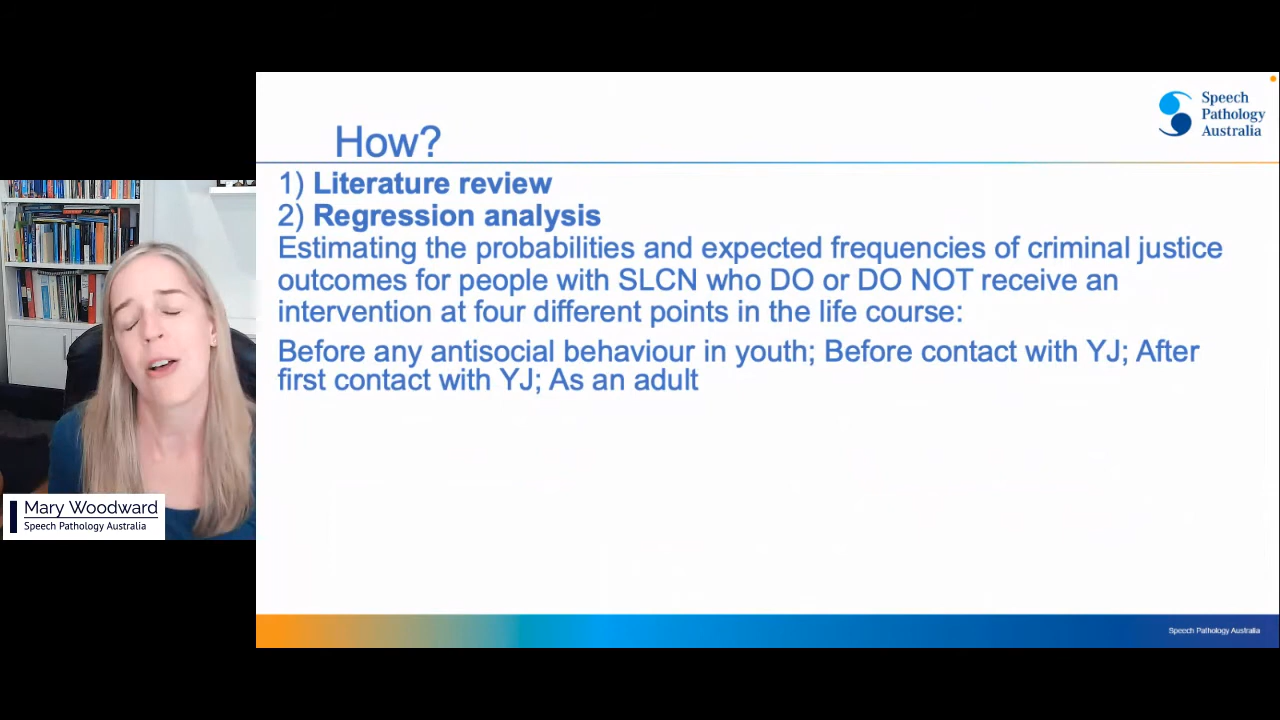 Speech
Pathology
Australia
How?
1) Literature review
2) Regression analysis
Estimating the probabilities and expected frequencies of criminal justice
outcomes for people with SLCN who DO or DO NOT receive an
intervention at four different points in the life course:
Before any antisocial behaviour in youth; Before contact with YJ; After
first contact with YJ; As an adult
Mary Woodward
Speech Pathology Australia
Speech Pathology Australia